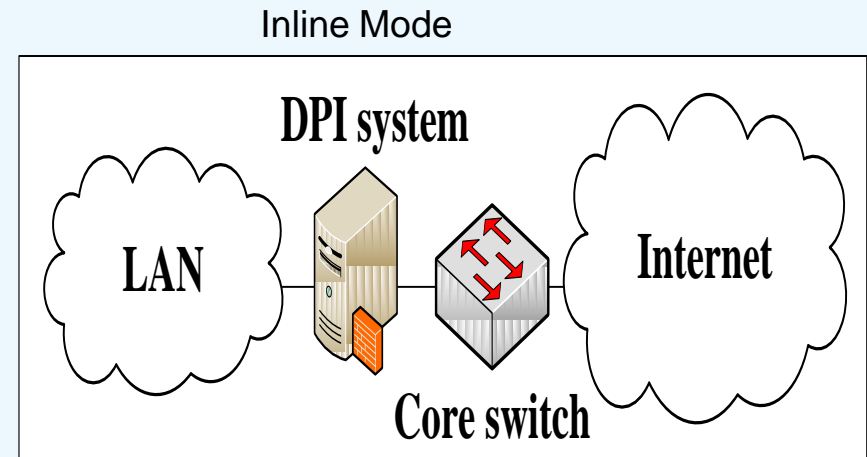 Inline Mode
DPI system
LAN
Internet
Core switch